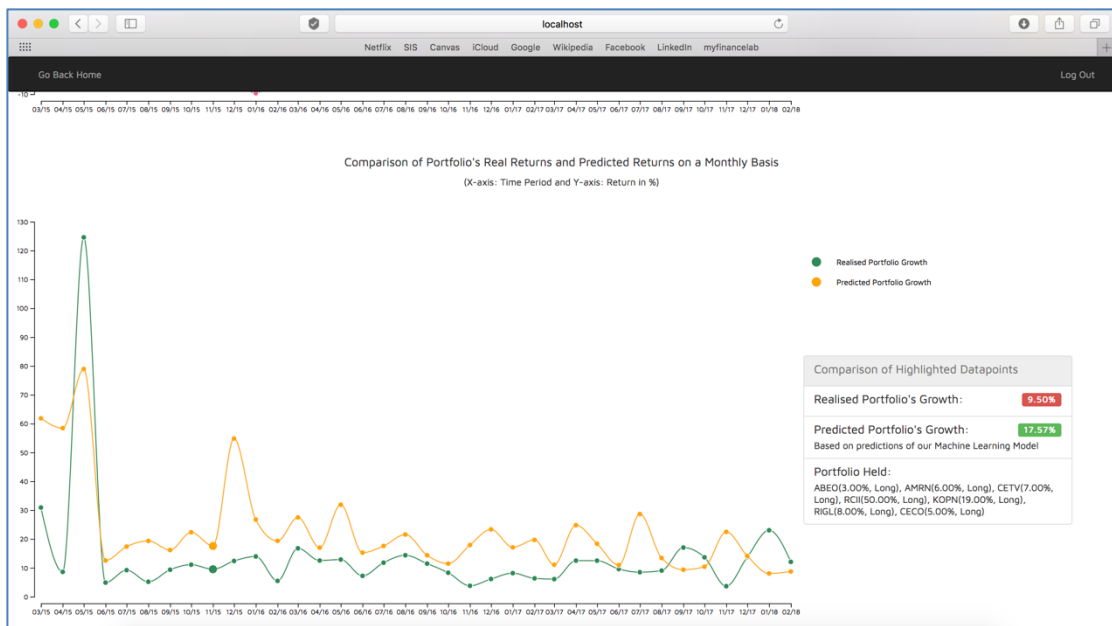 localhost
Netflix SIS Canvas iCloud Google Wikipedia Facebook LinkedIn myfinancelab
Go Back Home
Log Out
-10
03/15 04/15 05/15 06/15 07/15 08/15 09/15 10/15 11/15 12/15 01/16 02/16 03/16 04/16 05/16 06/16 07/16 08/16 09/16 10/16 11/16 12/16 01/17 02/17 03/17 04/17 05/17 06/17 07/17 08/17 09/17 10/17 11/17 12/17 01/18 02/18
Comparison of Portfolio's Real Returns and Predicted Returns on a Monthly Basis
(X-axis: Time Period and Y-axis: Return in %)
130
120
110
100
90
80
70
60
50
40
30
20
10
0
03/15 04/15 05/15 06/15 07/15 08/15 09/15 10/15 11/15 12/15 01/16 02/16 03/16 04/16 05/16 06/16 07/16 08/16 09/16 10/16 11/16 12/16 01/17 02/17 03/17 04/17 05/17 06/17 07/17 08/17 09/17 10/17 11/17 12/17 01/18 02/18
Realised Portfolio Growth
Predicted Portfolio Growth
Comparison of Highlighted Datapoints
Realised Portfolio's Growth: 9.50%
Predicted Portfolio's Growth: 17.57%
Based on predictions of our Machine Learning Model
Portfolio Held:
ABEO(3.00%, Long), AMRN(6.00%, Long), CETV(7.00%,
Long), RCII(50.00%, Long), KOPN(19.00%, Long),
RIGL(8.00%, Long), CECO(5.00%, Long)